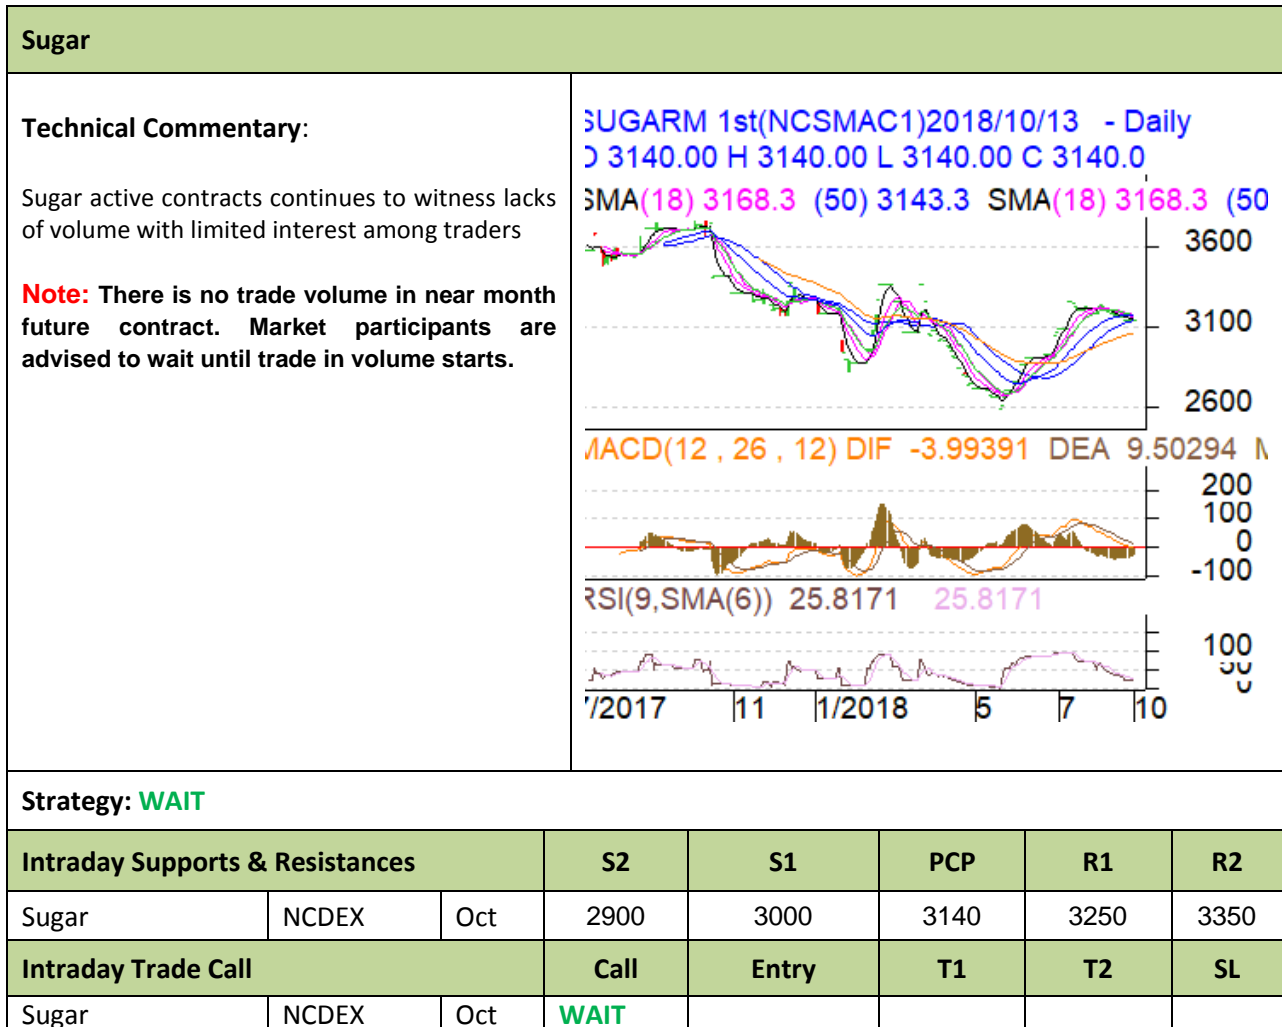 Sugar
Technical Commentary:
Sugar active contracts continues to witness lacks
of volume with limited interest among traders
Note: There is no trade volume in near month
future contract. Market participants are
advised to wait until trade in volume starts.
SUGARM 1st(NCSMAC1)2018/10/13 - Daily
O 3140.00 H 3140.00 L 3140.00 C 3140.0
SMA(18) 3168.3 (50) 3143.3 SMA(18) 3168.3 (50
3600
3100
2600
MACD(12 , 26 , 12) DIF -3.99391 DEA 9.50294
200
100
0
-100
RSI(9,SMA(6)) 25.8171 25.8171
100
50
0
7/2017 11 1/2018 5 7 10
Strategy: WAIT
Intraday Supports & Resistances S2 S1 PCP R1 R2
Sugar NCDEX Oct 2900 3000 3140 3250 3350
Intraday Trade Call Call Entry T1 T2 SL
Sugar NCDEX Oct WAIT